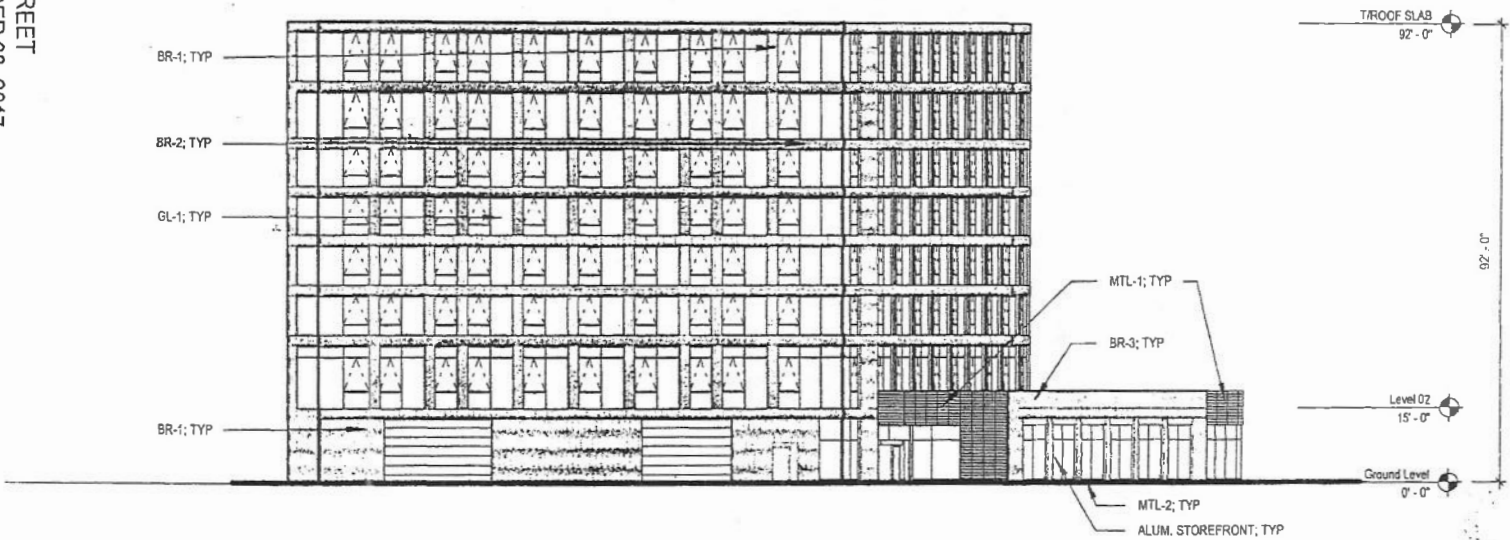 REET
T/ROOF SLAB
92' - 0"
BR-1; TYP
BR-2; TYP
GL-1; TYP
92' - 0"
MTL-1; TYP
BR-3; TYP
Level 02
15' - 0"
BR-1; TYP
Ground Level
0' - 0"
MTL-2; TYP
ALUM. STOREFRONT; TYP